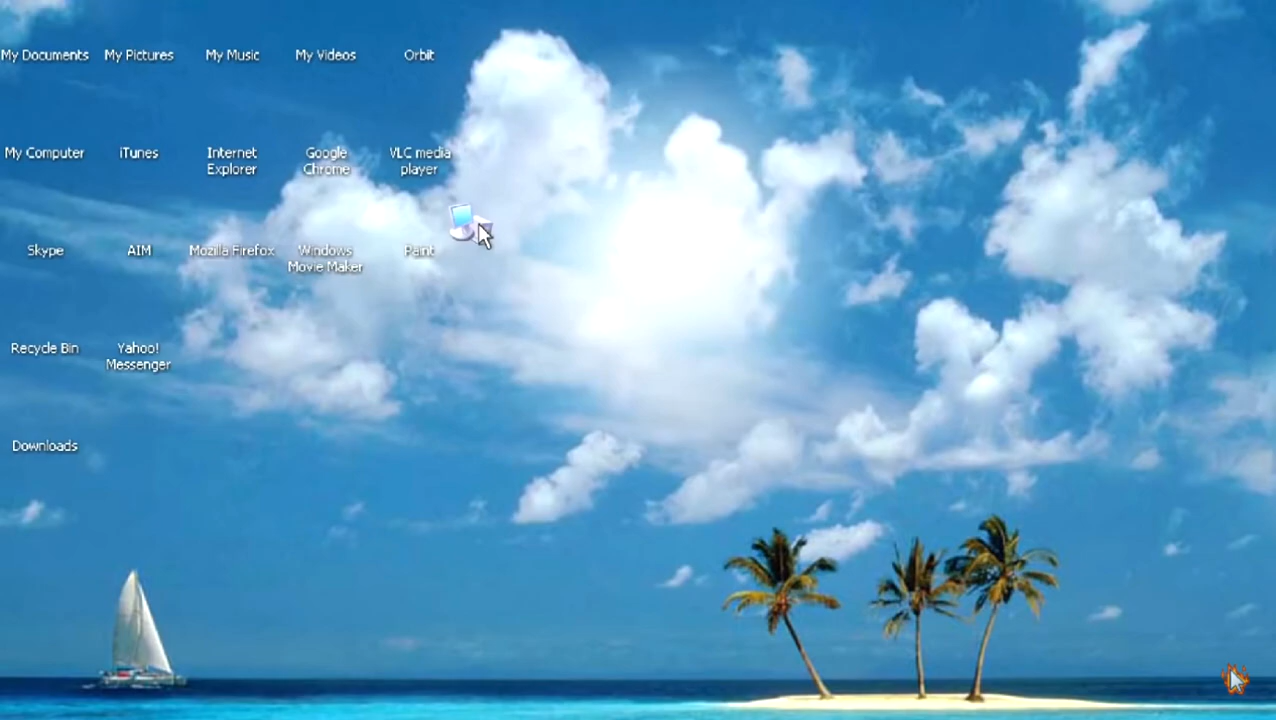 My Documents
My Pictures
My Music
My Videos
Orbit
My Computer
iTunes
Internet
Explorer
Google
Chrome
VLC media
player
Skype
AIM
Mozilla Firefox
Windows
Movie Maker
Paint
Recycle Bin
Yahoo!
Messenger
Downloads